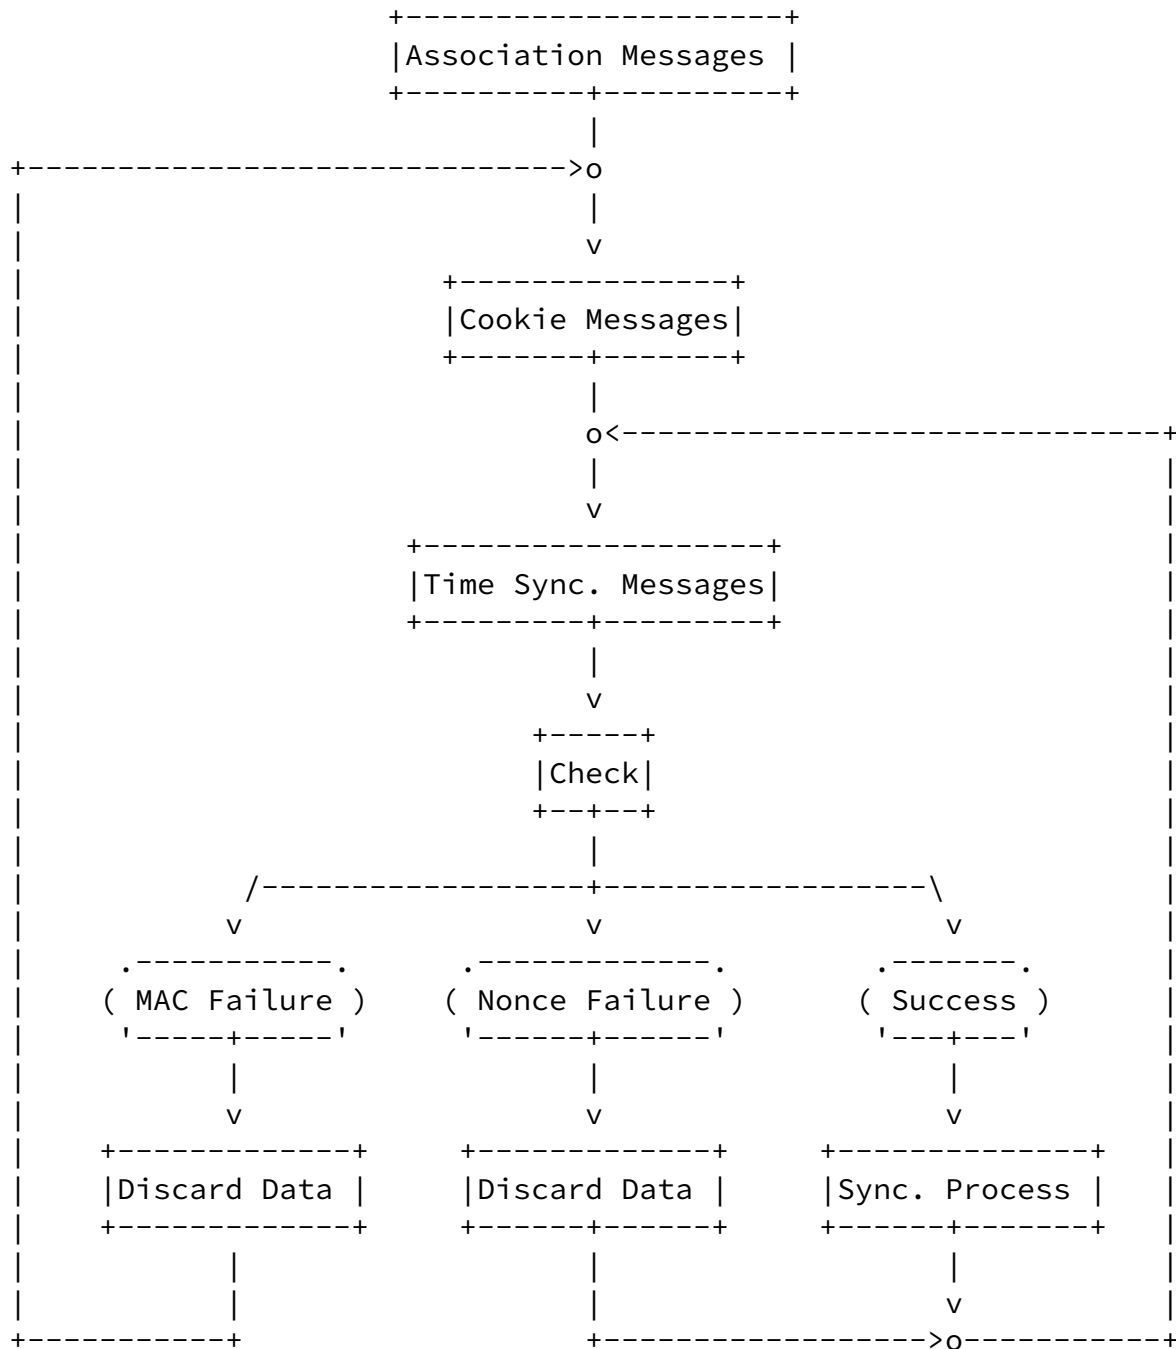 Association Messages
Cookie Messages
Time Sync. Messages
Check
( MAC Failure ) ( Nonce Failure ) ( Success )
Discard Data Discard Data Sync. Process